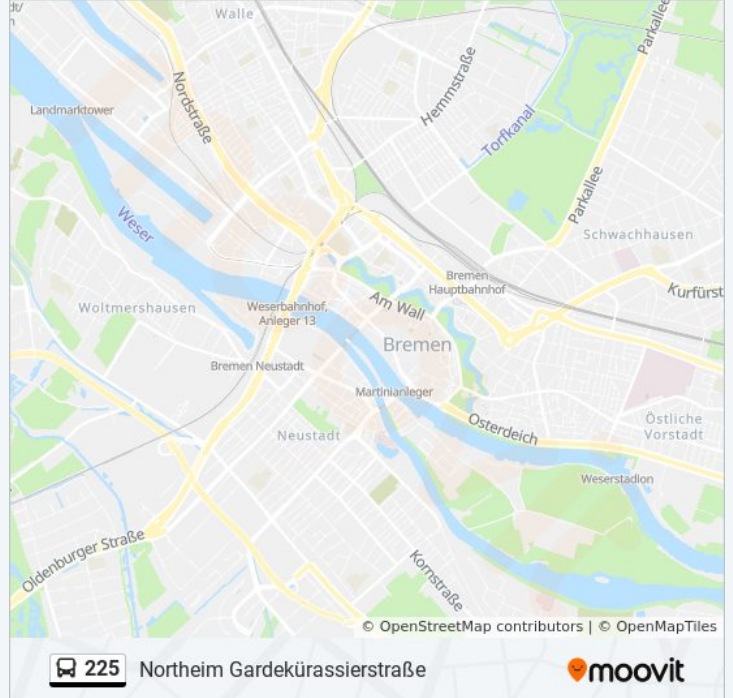 dt/
Walle
Parkallee
Nordstraße
Hemmstraße
Landmarktower
Torfkanal
Parkallee
Weser
Schwachhausen
Bremen
Hauptbahnhof
Kurfürst
Woltmershausen
Weserbahnhof,
Anleger 13
Am Wall
Bremen
Bremen Neustadt
Martinianleger
Osterdeich
Östliche
Vorstadt
Neustadt
Weserstadion
Oldenburger Straße
Kornstraße
© OpenStreetMap contributors | © OpenMapTiles
225 Northeim Gardekürassierstraße
moovit